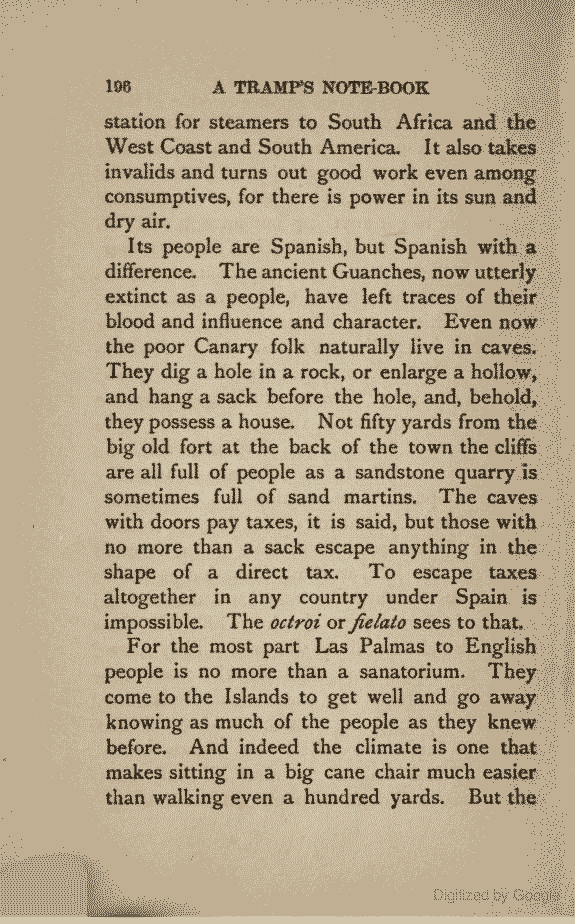 196 A TRAMP'S NOTE-BOOK
station for steamers to South Africa and the
West Coast and South America. It also takes
invalids and turns out good work even among
consumptives, for there is power in its sun and
dry air.
Its people are Spanish, but Spanish with a
difference. The ancient Guanches, now utterly
extinct as a people, have left traces of their
blood and influence and character. Even now
the poor Canary folk naturally live in caves.
They dig a hole in a rock, or enlarge a hollow,
and hang a sack before the hole, and, behold,
they possess a house. Not fifty yards from the
big old fort at the back of the town the cliffs
are all full of people as a sandstone quarry is
sometimes full of sand martins. The caves
with doors pay taxes, it is said, but those with
no more than a sack escape anything in the
shape of a direct tax. To escape taxes
altogether in any country under Spain is
impossible. The octroi or fielato sees to that.
For the most part Las Palmas to English
people is no more than a sanatorium. They
come to the Islands to get well and go away
knowing as much of the people as they knew
before. And indeed the climate is one that
makes sitting in a big cane chair much easier
than walking even a hundred yards. But the
Digitized by Google